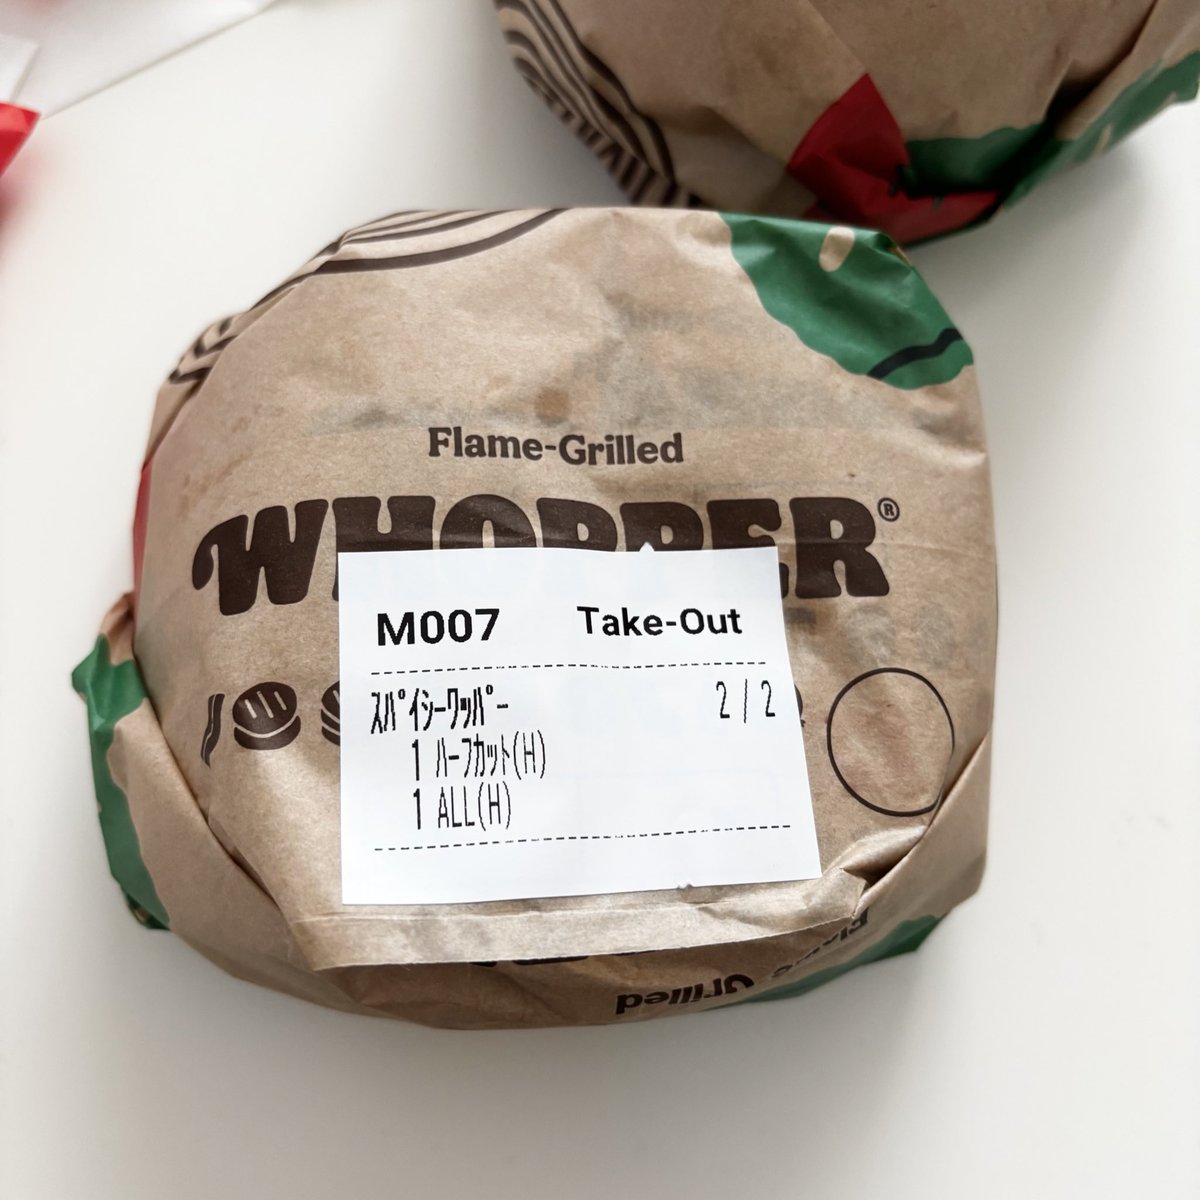 Flame-Grilled
WHOPPER®
M007 Take-Out
ｽﾊﾟｲｼｰﾜｯﾊﾟｰ 2/2
1 ﾊｰﾌｶｯﾄ(H)
1 ALL(H)
Flame-Grilled